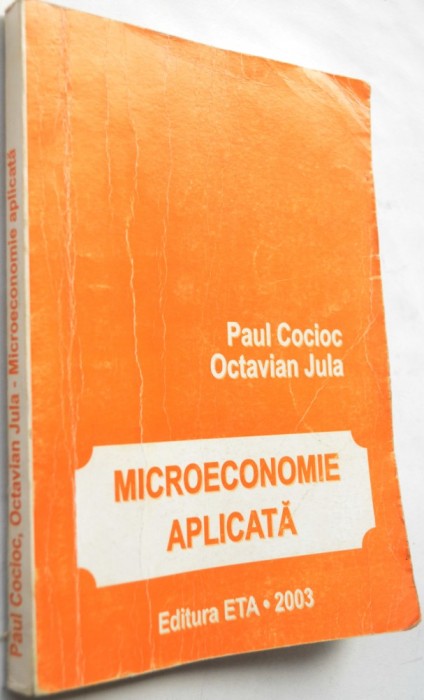 Paul Cocioc, Octavian Jula - Microeconomie aplicată
Paul Cocioc
Octavian Jula
MICROECONOMIE
APLICATĂ
Editura ETA • 2003